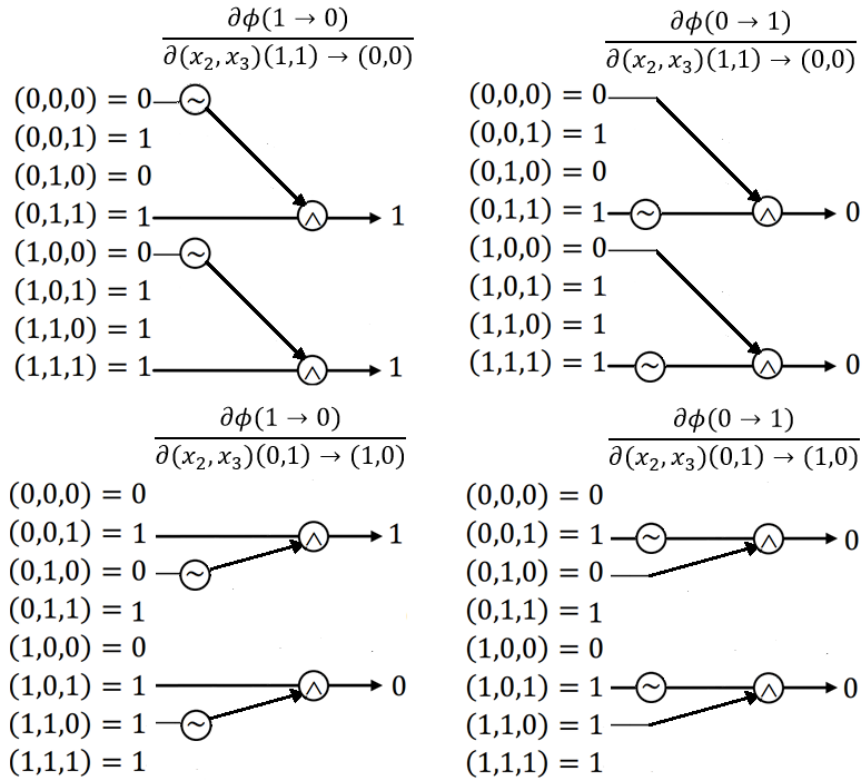 ∂ϕ(1 → 0)
∂(x₂, x₃)(1,1) → (0,0)
(0,0,0) = 0 ~
(0,0,1) = 1
(0,1,0) = 0
(0,1,1) = 1 ∧ 1
(1,0,0) = 0 ~
(1,0,1) = 1
(1,1,0) = 1
(1,1,1) = 1 ∧ 1
∂ϕ(0 → 1)
∂(x₂, x₃)(1,1) → (0,0)
(0,0,0) = 0
(0,0,1) = 1
(0,1,0) = 0
(0,1,1) = 1 ~ ∧ 0
(1,0,0) = 0
(1,0,1) = 1
(1,1,0) = 1
(1,1,1) = 1 ~ ∧ 0
∂ϕ(1 → 0)
∂(x₂, x₃)(0,1) → (1,0)
(0,0,0) = 0
(0,0,1) = 1 ∧ 1
(0,1,0) = 0 ~
(0,1,1) = 1
(1,0,0) = 0
(1,0,1) = 1 ∧ 0
(1,1,0) = 1 ~
(1,1,1) = 1
∂ϕ(0 → 1)
∂(x₂, x₃)(0,1) → (1,0)
(0,0,0) = 0
(0,0,1) = 1 ~ ∧ 0
(0,1,0) = 0
(0,1,1) = 1
(1,0,0) = 0
(1,0,1) = 1 ~ ∧ 0
(1,1,0) = 1
(1,1,1) = 1